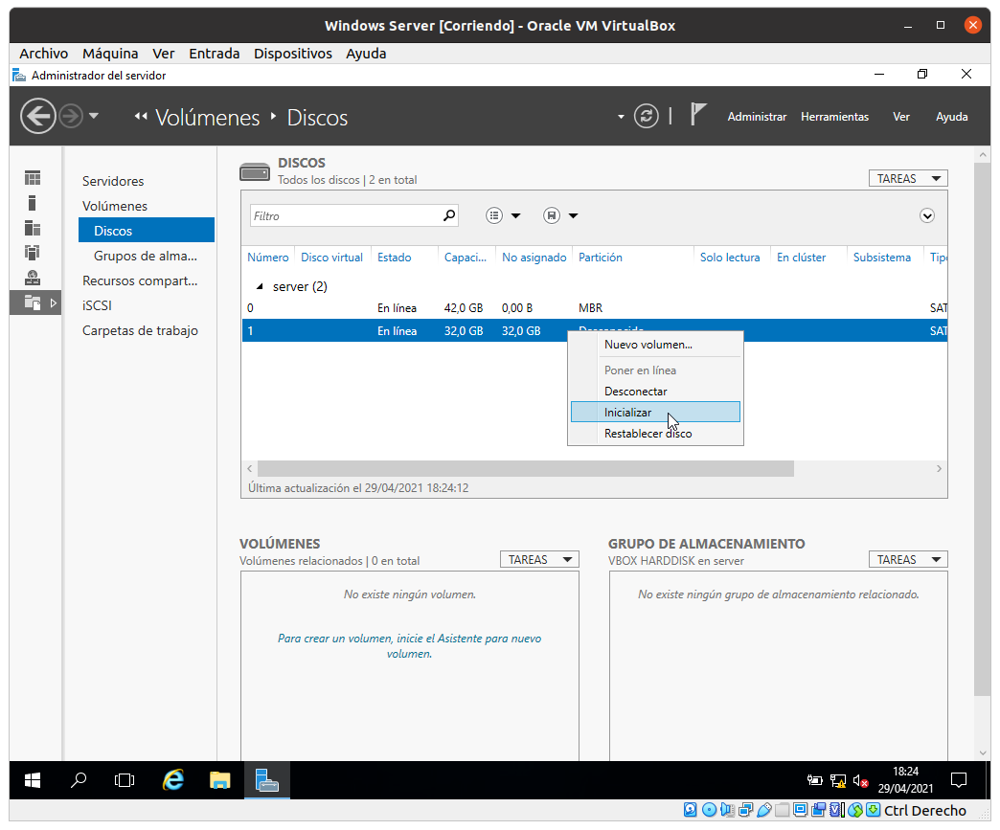 Windows Server [Corriendo] - Oracle VM VirtualBox
Archivo Máquina Ver Entrada Dispositivos Ayuda
Administrador del servidor
Volúmenes Discos
Administrar Herramientas Ver Ayuda
Servidores
Volúmenes
Discos
Grupos de alma...
Recursos compart...
iSCSI
Carpetas de trabajo
DISCOS
Todos los discos | 2 en total
TAREAS
Filtro
Número Disco virtual Estado Capaci... No asignado Partición Solo lectura En clúster Subsistema Tipo
server (2)
0 En línea 42,0 GB 0,00 B MBR SAT
1 En línea 32,0 GB 32,0 GB Desconocido SAT
Nuevo volumen...
Poner en línea
Desconectar
Inicializar
Restablecer disco
Última actualización el 29/04/2021 18:24:12
VOLÚMENES
Volúmenes relacionados | 0 en total
TAREAS
No existe ningún volumen.
Para crear un volumen, inicie el Asistente para nuevo
volumen.
GRUPO DE ALMACENAMIENTO
VBOX HARDDISK en server
TAREAS
No existe ningún grupo de almacenamiento relacionado.
18:24
29/04/2021
Ctrl Derecho